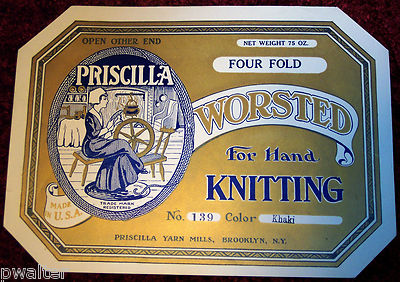 OPEN OTHER END
NET WEIGHT 75 OZ.
PRISCILLA
FOUR FOLD
WORSTED
For Hand
KNITTING
TRADE MARK
REGISTERED
MADE
IN U.S.A.
No. 139 Color Khaki
PRISCILLA YARN MILLS, BROOKLYN, N.Y.
pwalter